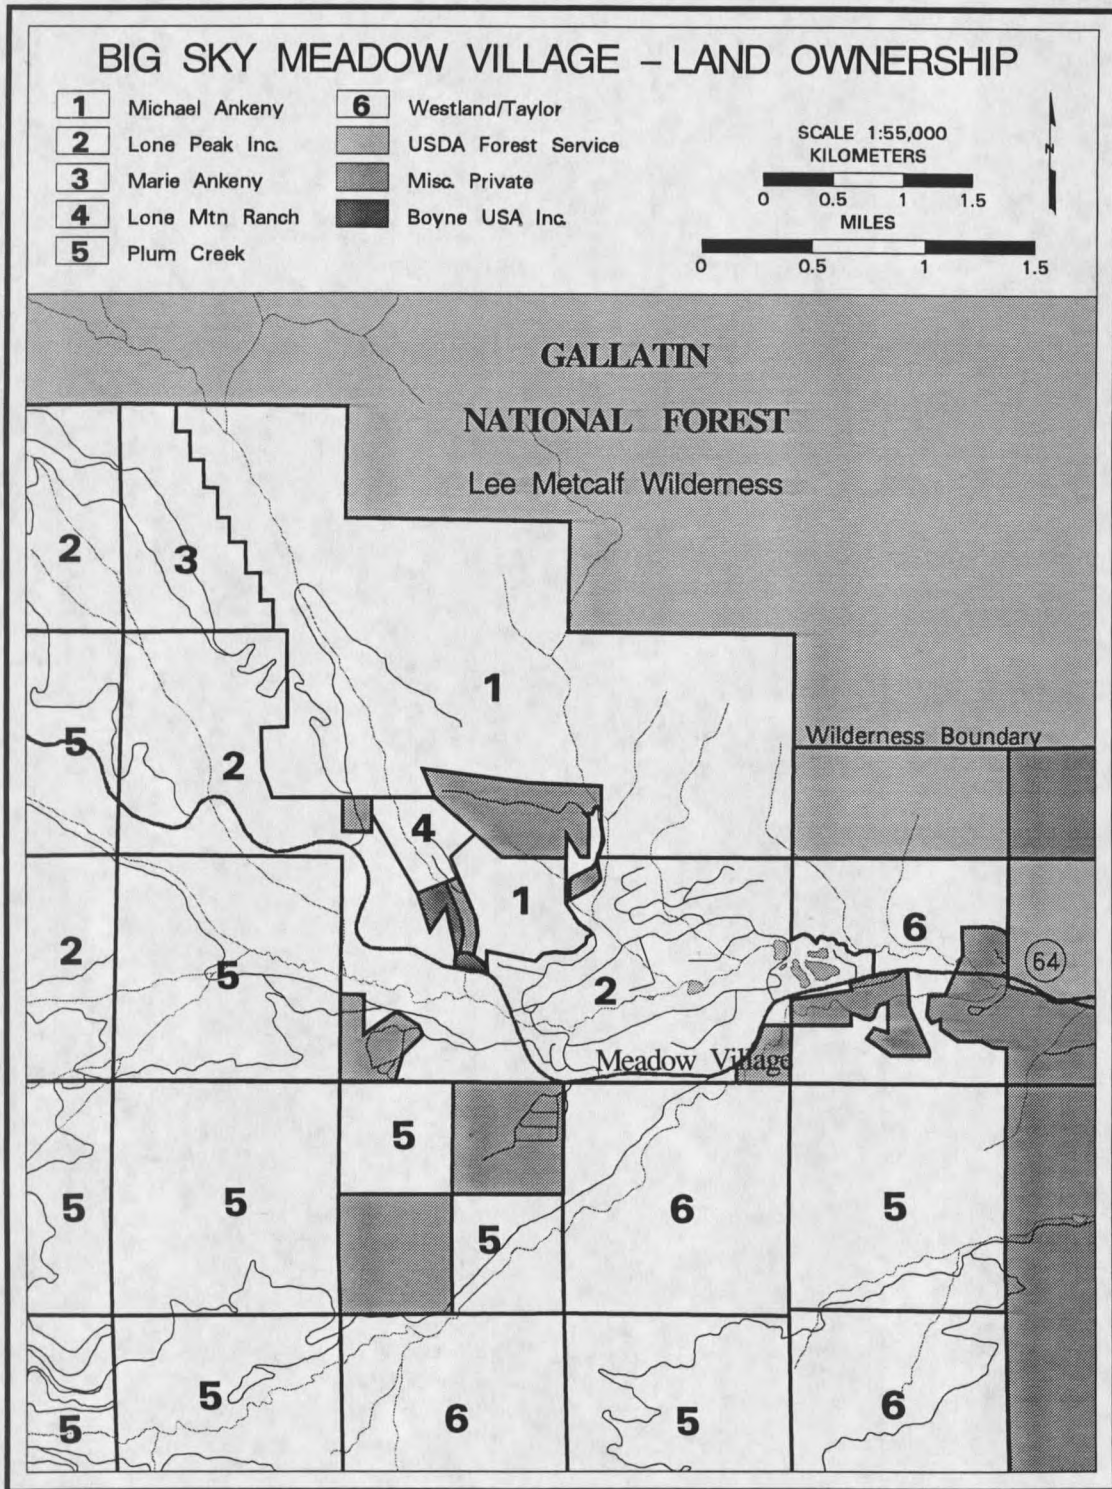 BIG SKY MEADOW VILLAGE – LAND OWNERSHIP
1 Michael Ankeny
2 Lone Peak Inc.
3 Marie Ankeny
4 Lone Mtn Ranch
5 Plum Creek
6 Westland/Taylor
USDA Forest Service
Misc. Private
Boyne USA Inc.
SCALE 1:55,000
KILOMETERS
0 0.5 1 1.5
MILES
0 0.5 1 1.5
N
GALLATIN
NATIONAL FOREST
Lee Metcalf Wilderness
2
3
1
5
2
Wilderness Boundary
4
1
6
2
5
2
64
Meadow Village
5
5
5
5
6
5
5
5
6
5
6